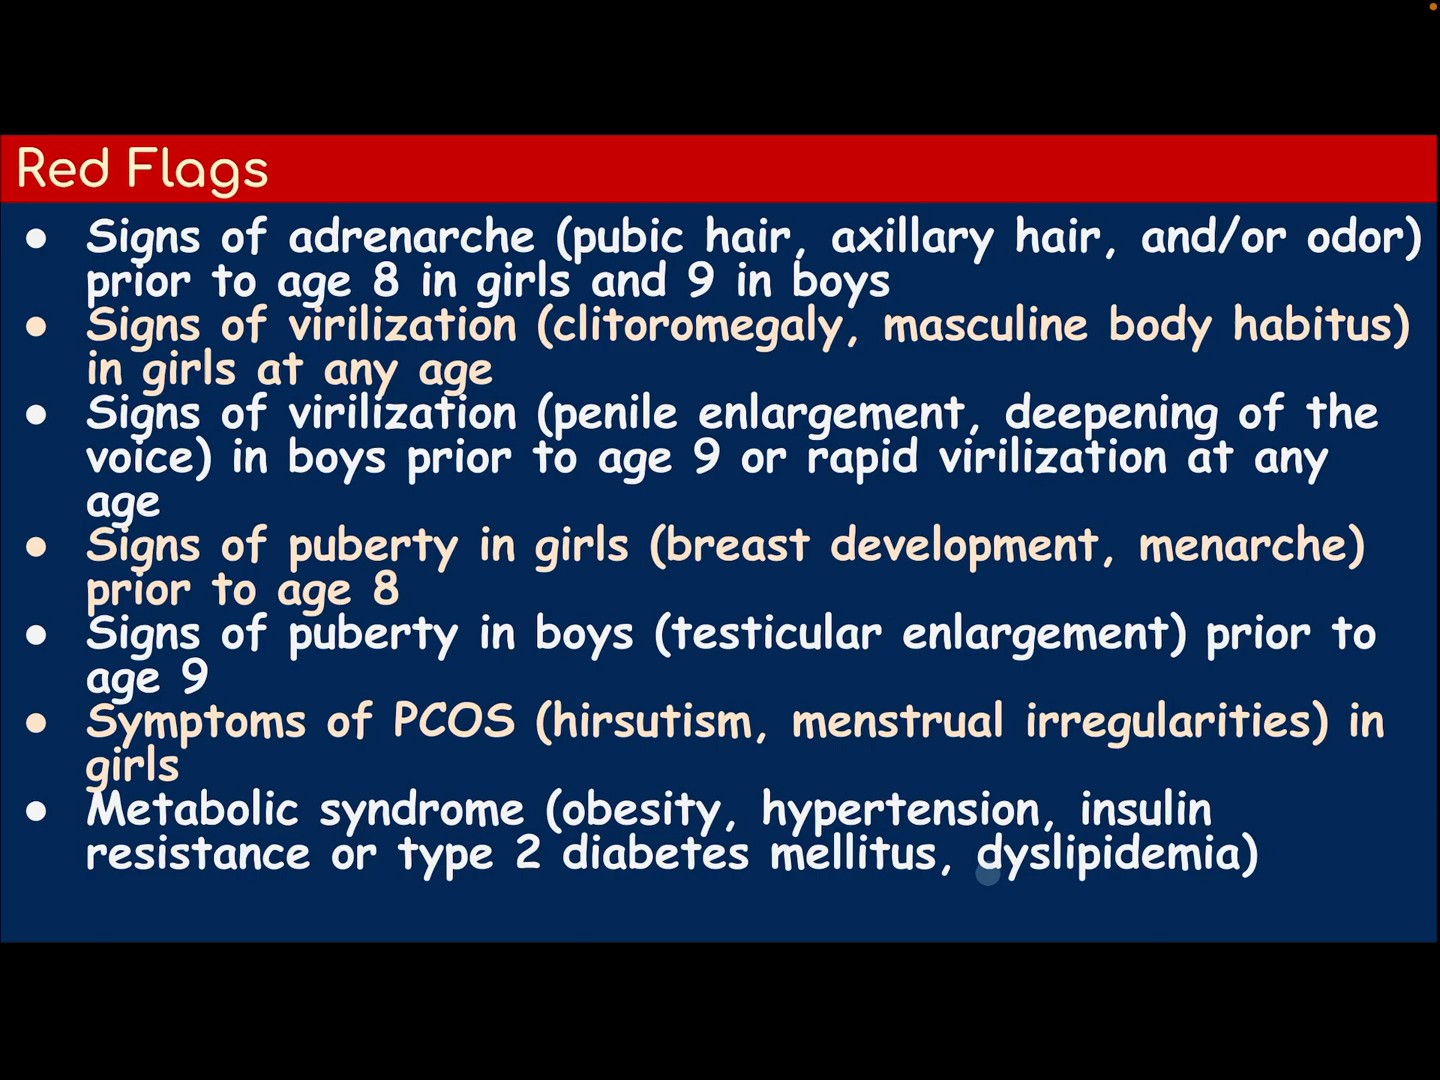 Red Flags
● Signs of adrenarche (pubic hair, axillary hair, and/or odor)
prior to age 8 in girls and 9 in boys
● Signs of virilization (clitoromegaly, masculine body habitus)
in girls at any age
● Signs of virilization (penile enlargement, deepening of the
voice) in boys prior to age 9 or rapid virilization at any
age
● Signs of puberty in girls (breast development, menarche)
prior to age 8
● Signs of puberty in boys (testicular enlargement) prior to
age 9
● Symptoms of PCOS (hirsutism, menstrual irregularities) in
girls
● Metabolic syndrome (obesity, hypertension, insulin
resistance or type 2 diabetes mellitus, dyslipidemia)